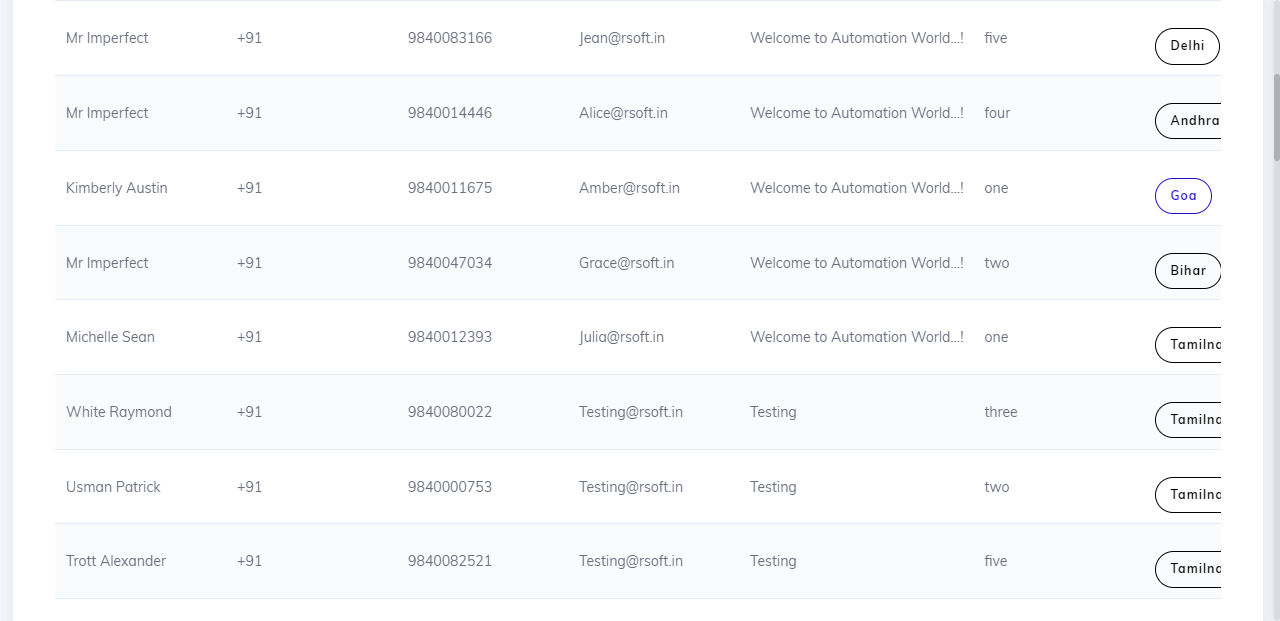 Mr Imperfect +91 9840083166 Jean@rsoft.in Welcome to Automation World...! five Delhi
Mr Imperfect +91 9840014446 Alice@rsoft.in Welcome to Automation World...! four Andhra
Kimberly Austin +91 9840011675 Amber@rsoft.in Welcome to Automation World...! one Goa
Mr Imperfect +91 9840047034 Grace@rsoft.in Welcome to Automation World...! two Bihar
Michelle Sean +91 9840012393 Julia@rsoft.in Welcome to Automation World...! one
White Raymond +91 9840080022 Testing@rsoft.in Testing three
Usman Patrick +91 9840000753 Testing@rsoft.in Testing two
Trott Alexander +91 9840082521 Testing@rsoft.in Testing five